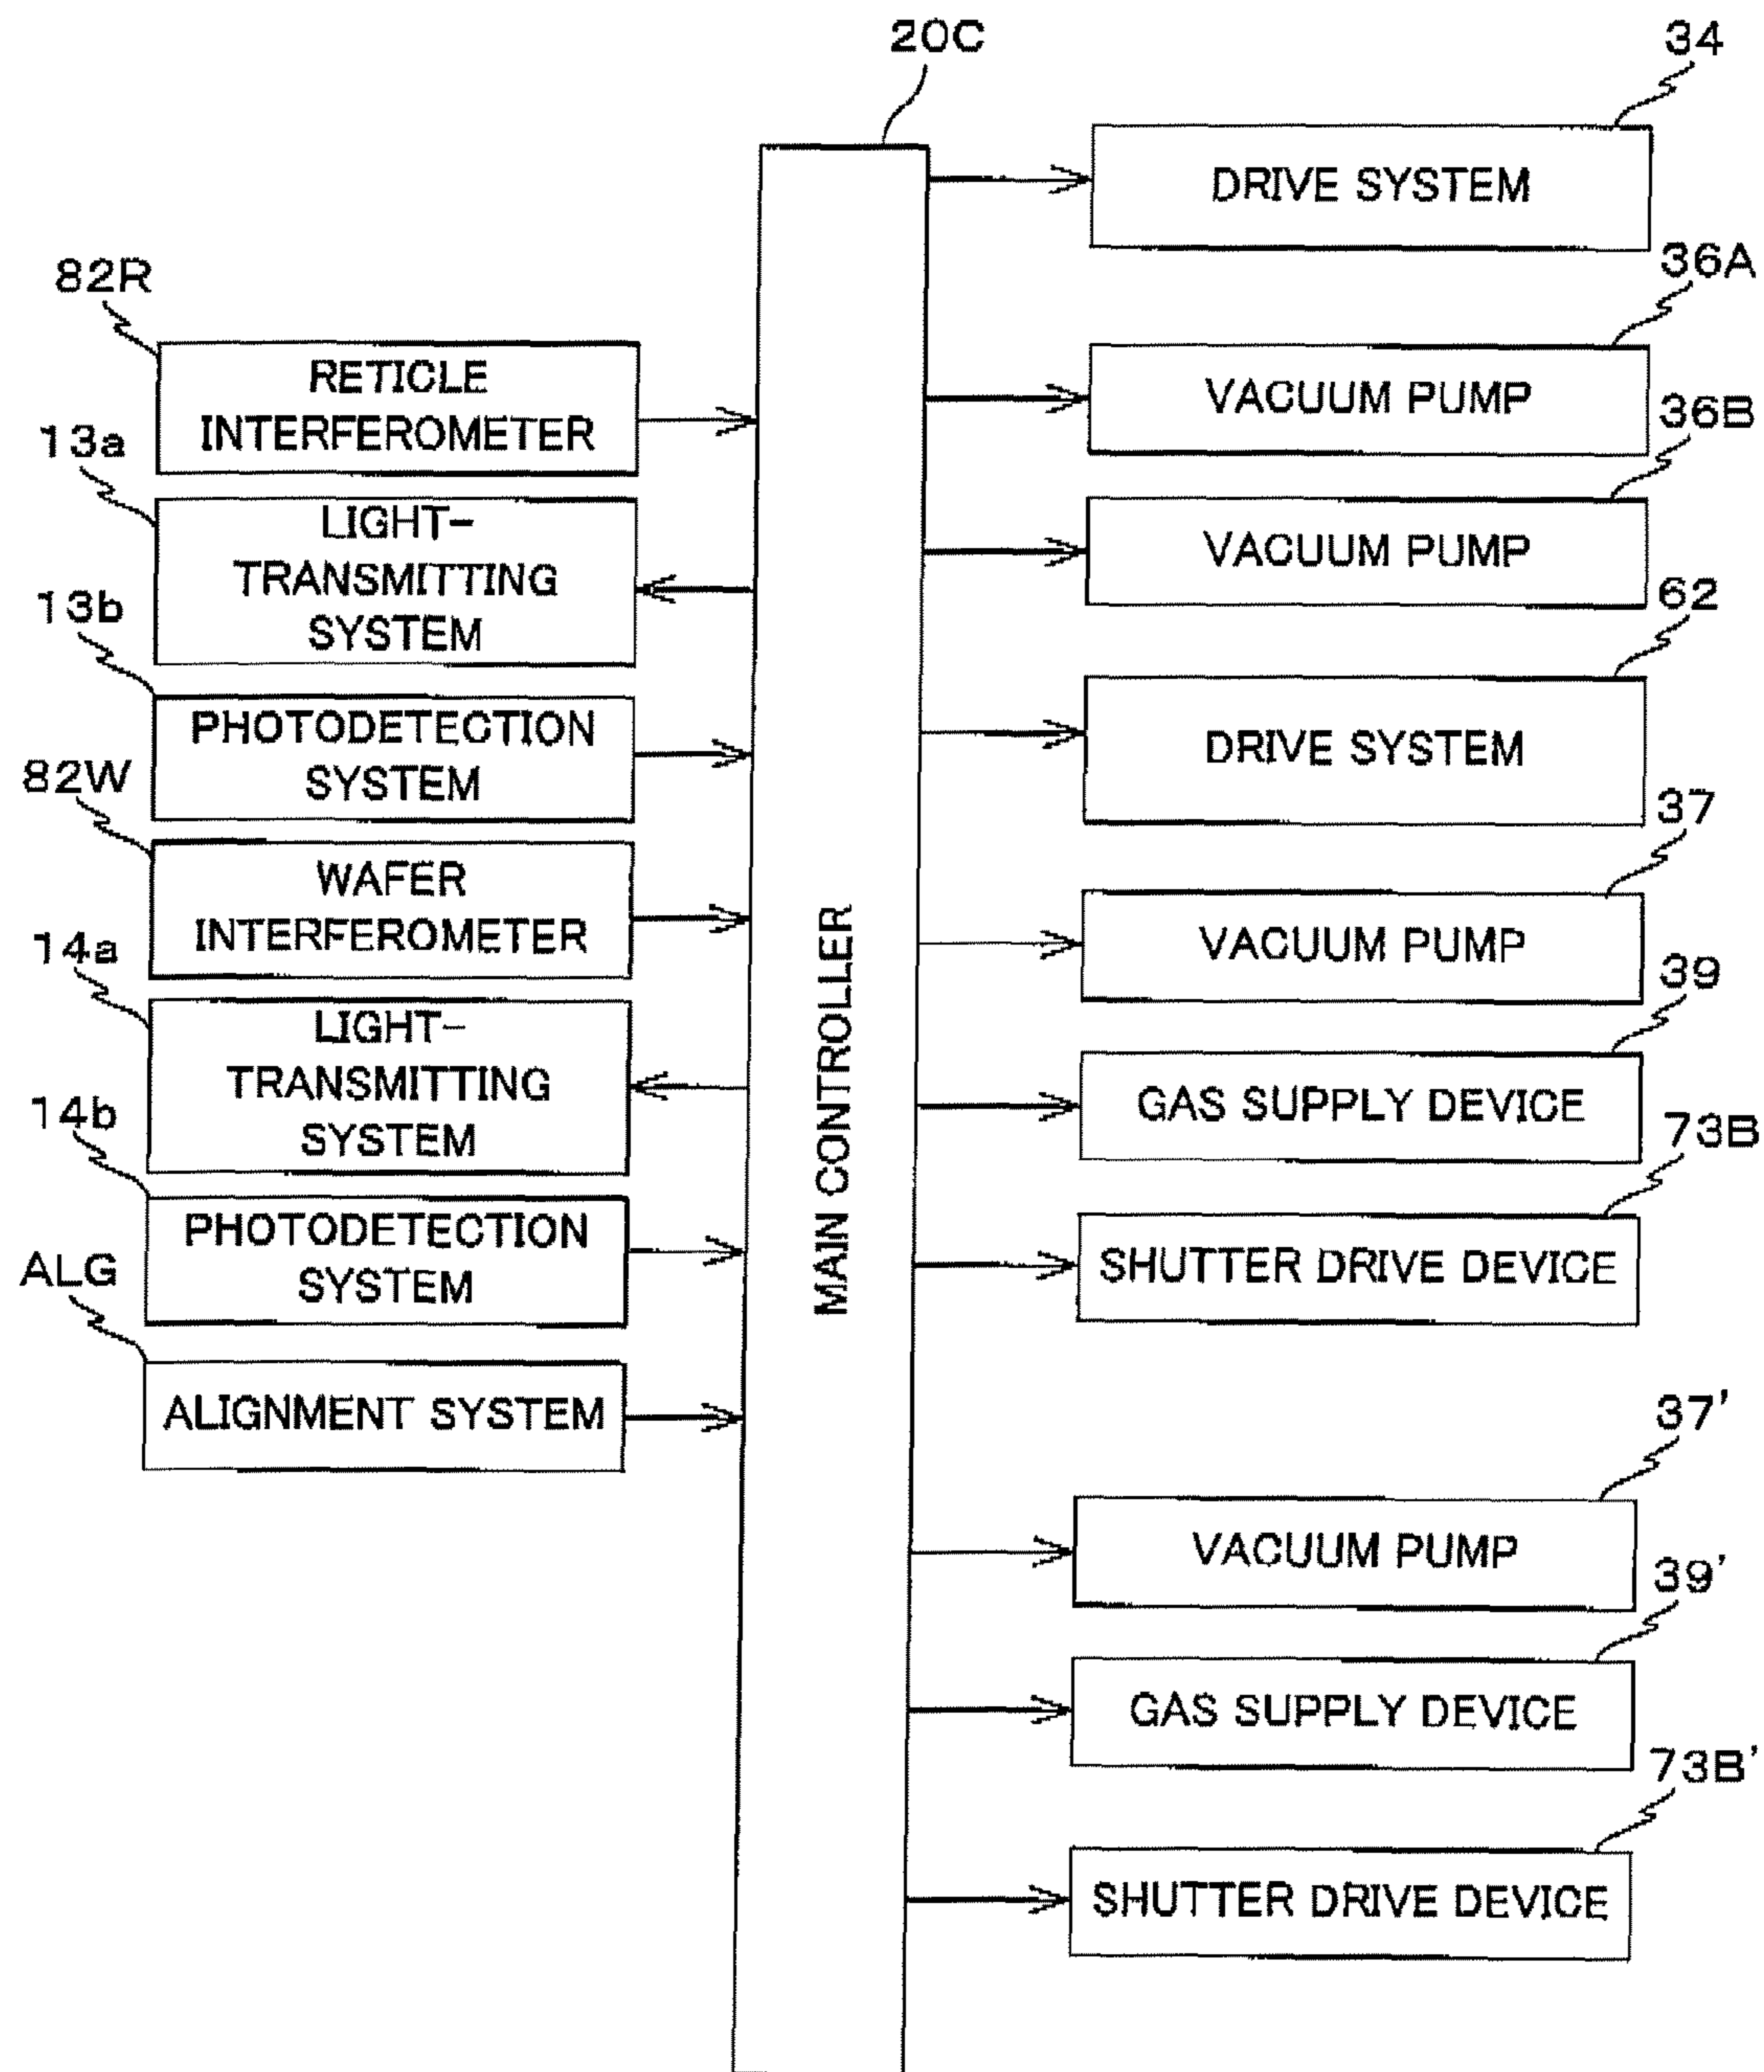 20C
34
DRIVE SYSTEM
36A
82R
RETICLE
INTERFEROMETER
VACUUM PUMP
36B
13a
LIGHT-
TRANSMITTING
SYSTEM
VACUUM PUMP
62
13b
PHOTODETECTION
SYSTEM
DRIVE SYSTEM
82W
37
WAFER
INTERFEROMETER
VACUUM PUMP
14a
39
LIGHT-
TRANSMITTING
SYSTEM
MAIN CONTROLLER
GAS SUPPLY DEVICE
14b
73B
PHOTODETECTION
SYSTEM
SHUTTER DRIVE DEVICE
ALG
ALIGNMENT SYSTEM
37'
VACUUM PUMP
39'
GAS SUPPLY DEVICE
73B'
SHUTTER DRIVE DEVICE